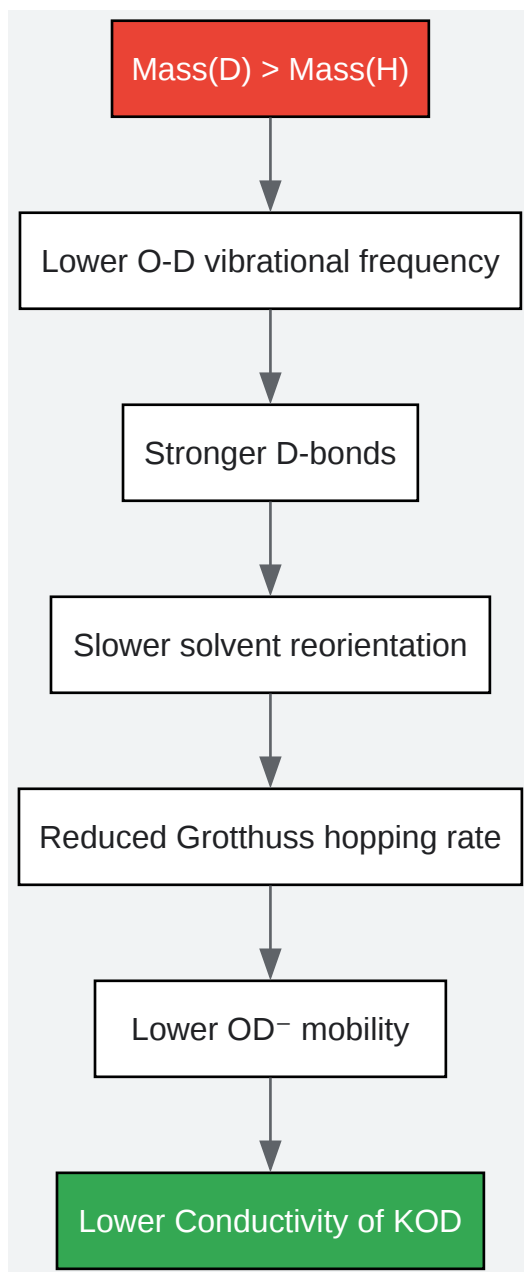 Mass(D) > Mass(H)
Lower O-D vibrational frequency
Stronger D-bonds
Slower solvent reorientation
Reduced Grotthuss hopping rate
Lower OD⁻ mobility
Lower Conductivity of KOD